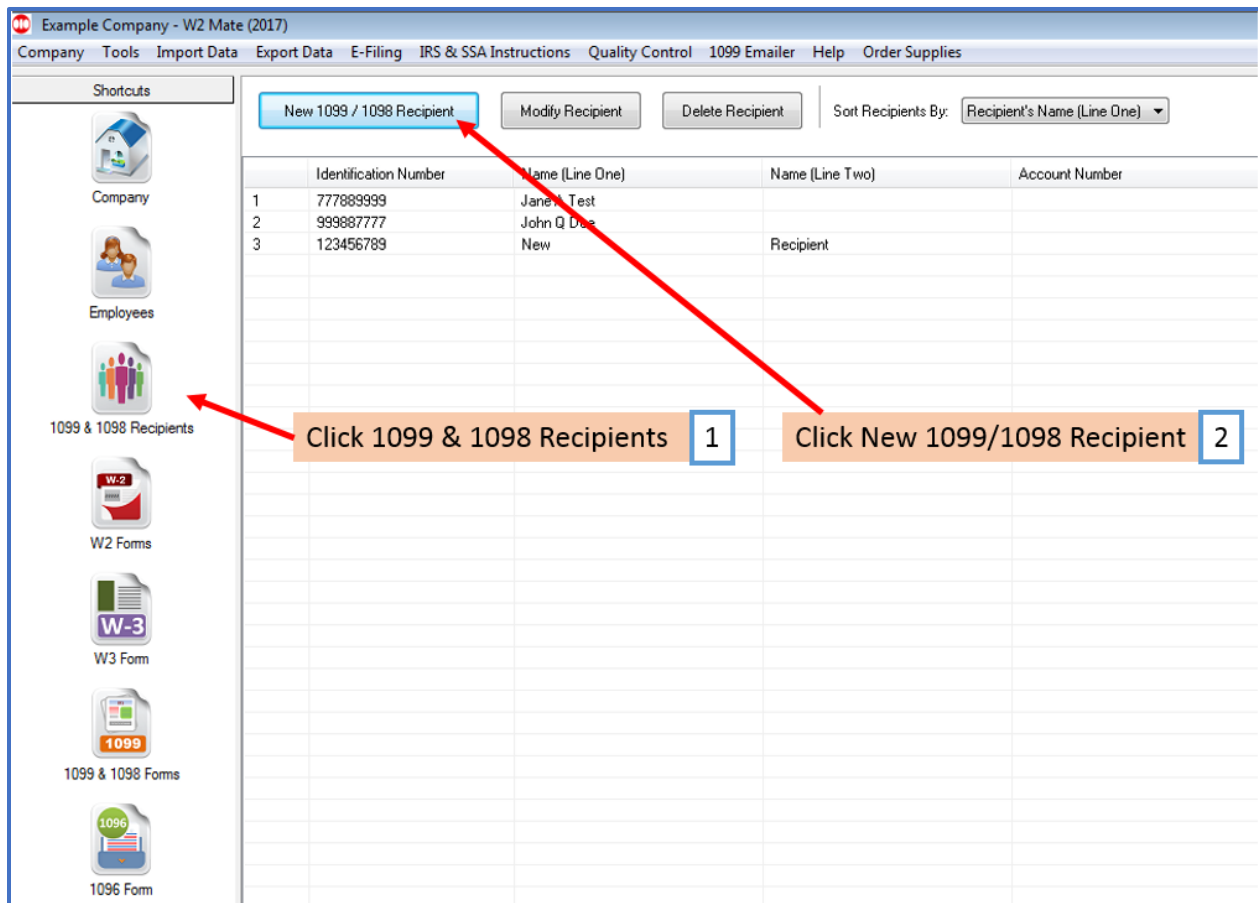 Example Company - W2 Mate (2017)
Company Tools Import Data Export Data E-Filing IRS & SSA Instructions Quality Control 1099 Emailer Help Order Supplies
Shortcuts
New 1099 / 1098 Recipient Modify Recipient Delete Recipient Sort Recipients By: Recipient's Name (Line One)
Identification Number Name (Line One) Name (Line Two) Account Number
1 777889999 Jane A Test
2 999887777 John Q Doe
3 123456789 New Recipient
Company
Employees
1099 & 1098 Recipients
Click 1099 & 1098 Recipients 1
Click New 1099/1098 Recipient 2
W-2
W2 Forms
W-3
W3 Form
1099
1099 & 1098 Forms
1096
1096 Form